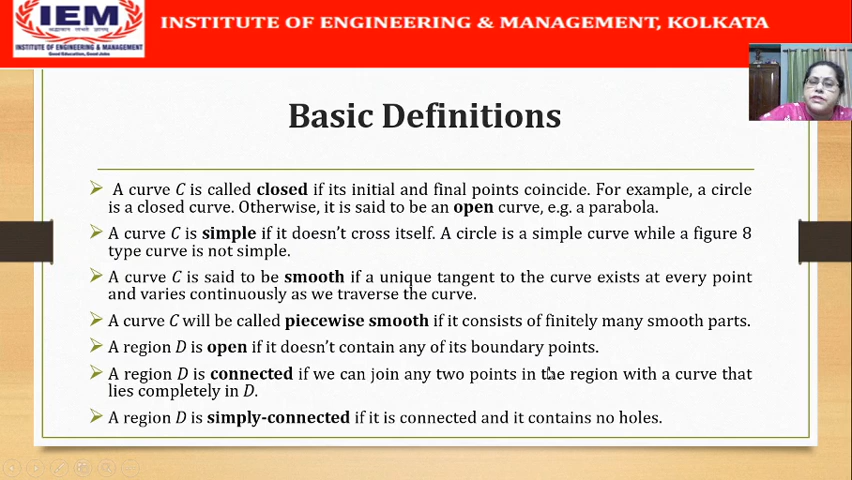 IEM
INSTITUTE OF ENGINEERING & MANAGEMENT
Good Education, Good Jobs
INSTITUTE OF ENGINEERING & MANAGEMENT, KOLKATA
Basic Definitions
A curve C is called closed if its initial and final points coincide. For example, a circle
is a closed curve. Otherwise, it is said to be an open curve, e.g. a parabola.
A curve C is simple if it doesn't cross itself. A circle is a simple curve while a figure 8
type curve is not simple.
A curve C is said to be smooth if a unique tangent to the curve exists at every point
and varies continuously as we traverse the curve.
A curve C will be called piecewise smooth if it consists of finitely many smooth parts.
A region D is open if it doesn't contain any of its boundary points.
A region D is connected if we can join any two points in the region with a curve that
lies completely in D.
A region D is simply-connected if it is connected and it contains no holes.